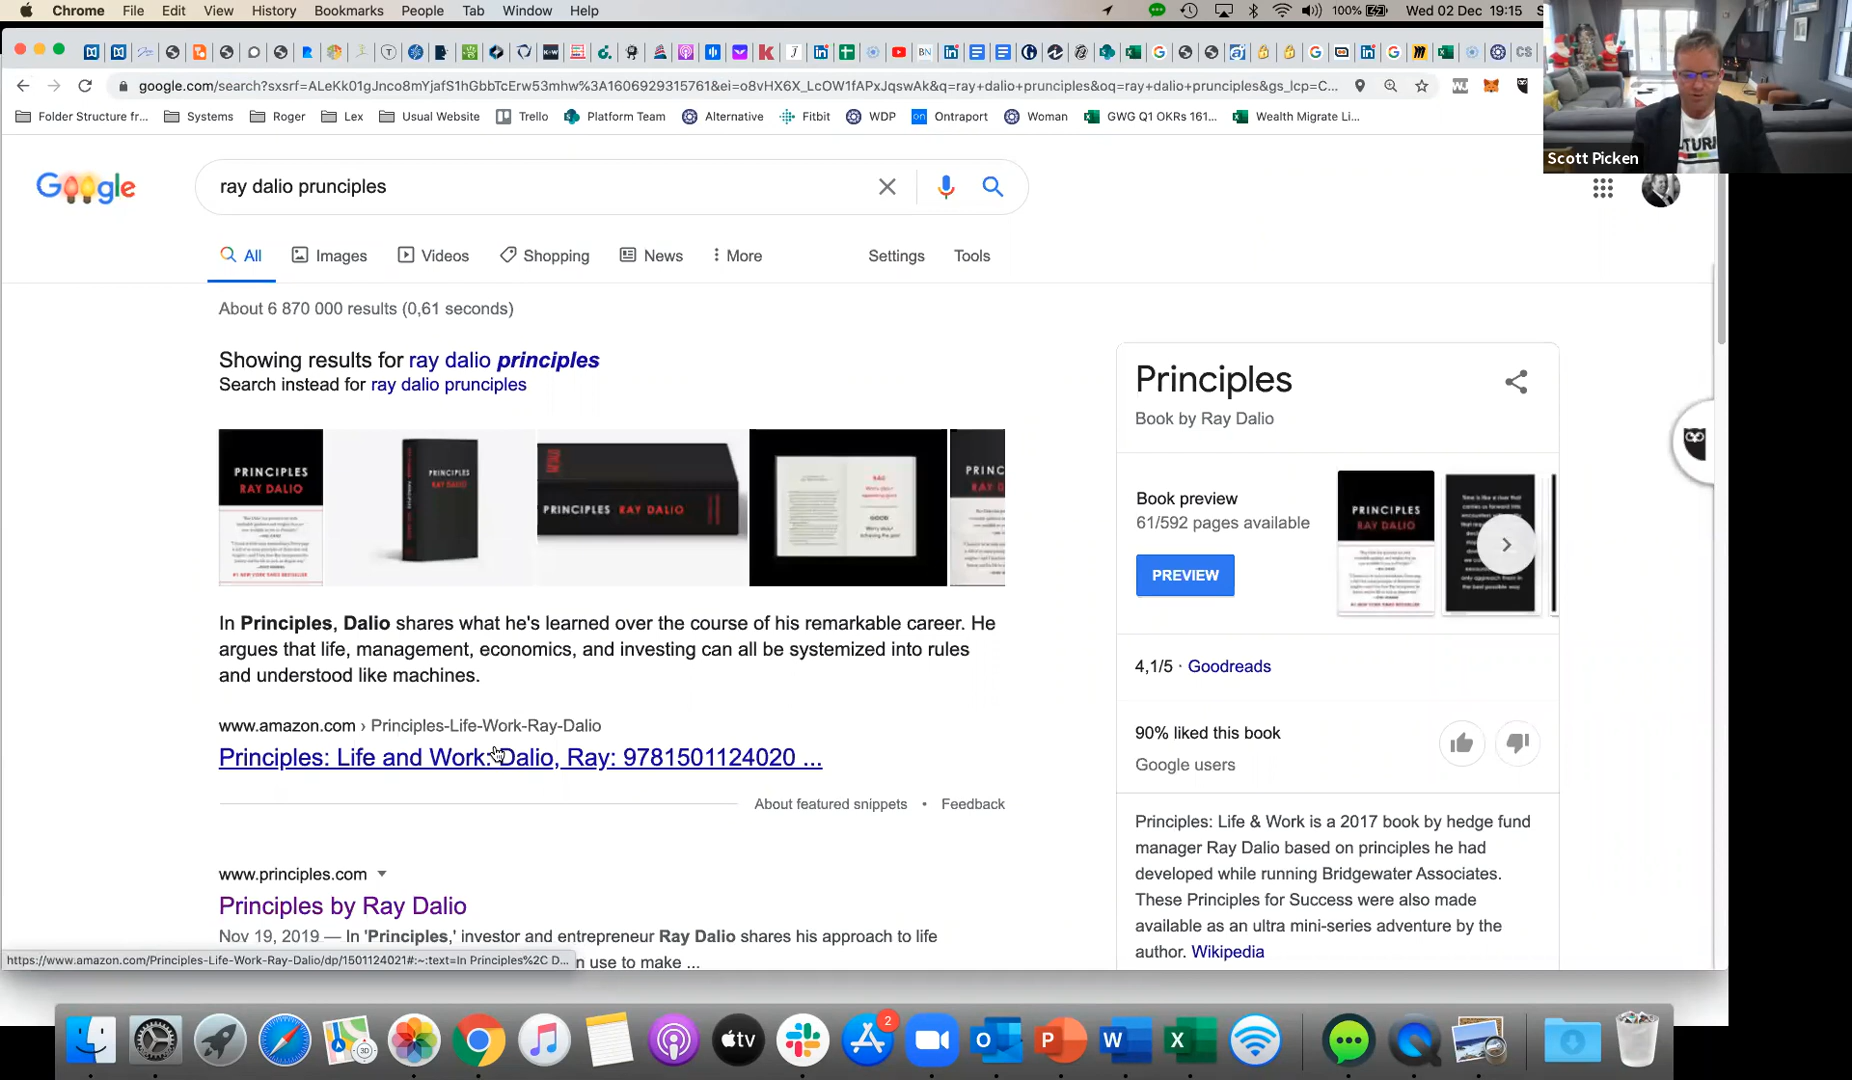 Chrome File Edit View History Bookmarks People Tab Window Help 100% Wed 02 Dec 19:15
google.com/search?sxsrf=ALeKk01gJnco8mYjafS1hGbbTcErw53mhw%3A1606929315761&ei=o8vHX6X_LcOW1fAPxJqswAk&q=ray+dalio+prunciples&oq=ray+dalio+prunciples&gs_lcp=C...
Folder Structure fr... Systems Roger Lex Usual Website Trello Platform Team Alternative Fitbit WDP Ontraport Woman GWG Q1 OKRs 161... Wealth Migrate Li...
Scott Picken
Google
ray dalio prunciples
All Images Videos Shopping News More Settings Tools
About 6 870 000 results (0,61 seconds)
Showing results for ray dalio principles
Search instead for ray dalio prunciples
PRINCIPLES
RAY DALIO
PRINCIPLES RAY DALIO
In Principles, Dalio shares what he's learned over the course of his remarkable career. He
argues that life, management, economics, and investing can all be systemized into rules
and understood like machines.
www.amazon.com › Principles-Life-Work-Ray-Dalio
Principles: Life and Work: Dalio, Ray: 9781501124020 ...
About featured snippets • Feedback
www.principles.com
Principles by Ray Dalio
Nov 19, 2019 — In 'Principles,' investor and entrepreneur Ray Dalio shares his approach to life
n use to make ...
https://www.amazon.com/Principles-Life-Work-Ray-Dalio/dp/1501124021#:~:text=In Principles%2C D...
Principles
Book by Ray Dalio
Book preview
61/592 pages available
PREVIEW
PRINCIPLES
RAY DALIO
4,1/5 · Goodreads
90% liked this book
Google users
Principles: Life & Work is a 2017 book by hedge fund
manager Ray Dalio based on principles he had
developed while running Bridgewater Associates.
These Principles for Success were also made
available as an ultra mini-series adventure by the
author. Wikipedia
tv
2